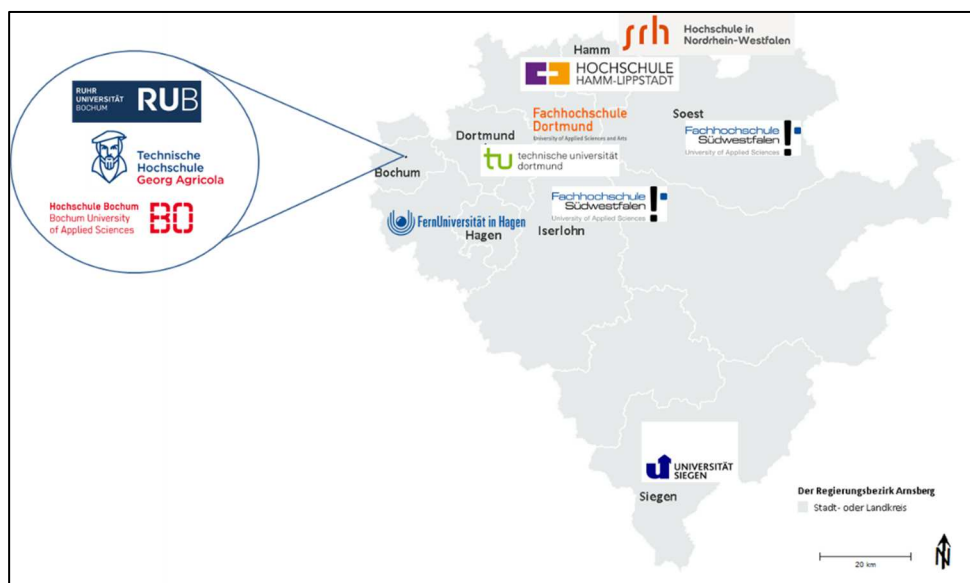 srh Hochschule in
Nordrhein-Westfalen
Hamm
HOCHSCHULE
HAMM-LIPPSTADT
RUHR
UNIVERSITÄT
BOCHUM
RUB
Technische
Hochschule
Georg Agricola
Hochschule Bochum
Bochum University
of Applied Sciences
BO
Bochum
Dortmund
Fachhochschule
Dortmund
University of Applied Sciences and Arts
tu technische universität
dortmund
Soest
Fachhochschule
Südwestfalen
University of Applied Sciences
Fachhochschule
Südwestfalen
University of Applied Sciences
Iserlohn
FernUniversität in Hagen
Hagen
UNIVERSITÄT
SIEGEN
Siegen
Der Regierungsbezirk Arnsberg
Stadt- oder Landkreis
20 km
N